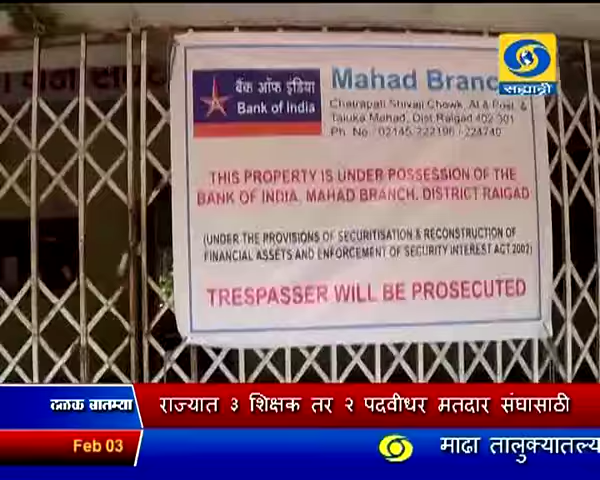 Mahad Branc
सह्याद्री
बैंक ऑफ इंडिया
Bank of India
Chatrapati Shivaji Chowk, At & Post, &
Taluka Mahad, Dist.Raigad 402 301
Ph. No : 02145-222196 / 224740
THIS PROPERTY IS UNDER POSSESSION OF THE
BANK OF INDIA, MAHAD BRANCH, DISTRICT RAIGAD
(UNDER THE PROVISIONS OF SECURITISATION & RECONSTRUCTION OF
FINANCIAL ASSETS AND ENFORCEMENT OF SECURITY INTEREST ACT 2002)
TRESPASSER WILL BE PROSECUTED
ठळक बातम्या
राज्यात ३ शिक्षक तर २ पदवीधर मतदार संघासाठी
Feb 03
माढा तालुक्यातल्य